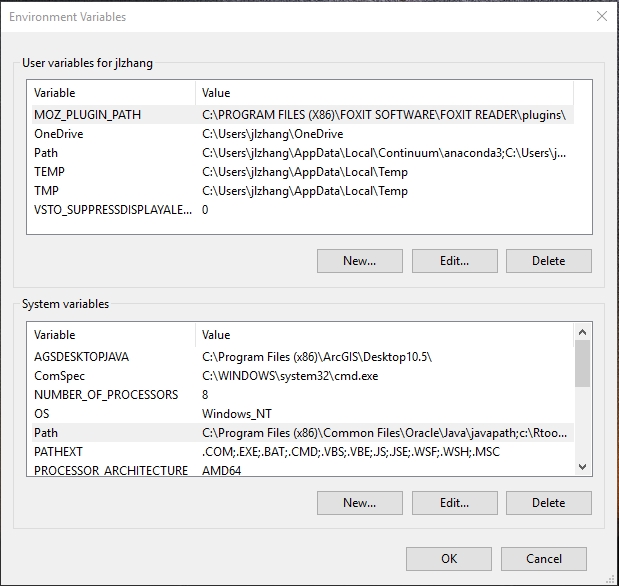 Environment Variables
User variables for jlzhang
Variable Value
MOZ_PLUGIN_PATH C:\PROGRAM FILES (X86)\FOXIT SOFTWARE\FOXIT READER\plugins\
OneDrive C:\Users\jlzhang\OneDrive
Path C:\Users\jlzhang\AppData\Local\Continuum\anaconda3;C:\Users\j...
TEMP C:\Users\jlzhang\AppData\Local\Temp
TMP C:\Users\jlzhang\AppData\Local\Temp
VSTO_SUPPRESSDISPLAYALE... 0
New... Edit... Delete
System variables
Variable Value
AGSDESKTOPJAVA C:\Program Files (x86)\ArcGIS\Desktop10.5\
ComSpec C:\WINDOWS\system32\cmd.exe
NUMBER_OF_PROCESSORS 8
OS Windows_NT
Path C:\Program Files (x86)\Common Files\Oracle\Java\javapath;c:\Rtoo...
PATHEXT .COM;.EXE;.BAT;.CMD;.VBS;.VBE;.JS;.JSE;.WSF;.WSH;.MSC
PROCESSOR_ARCHITECTURE AMD64
New... Edit... Delete
OK Cancel